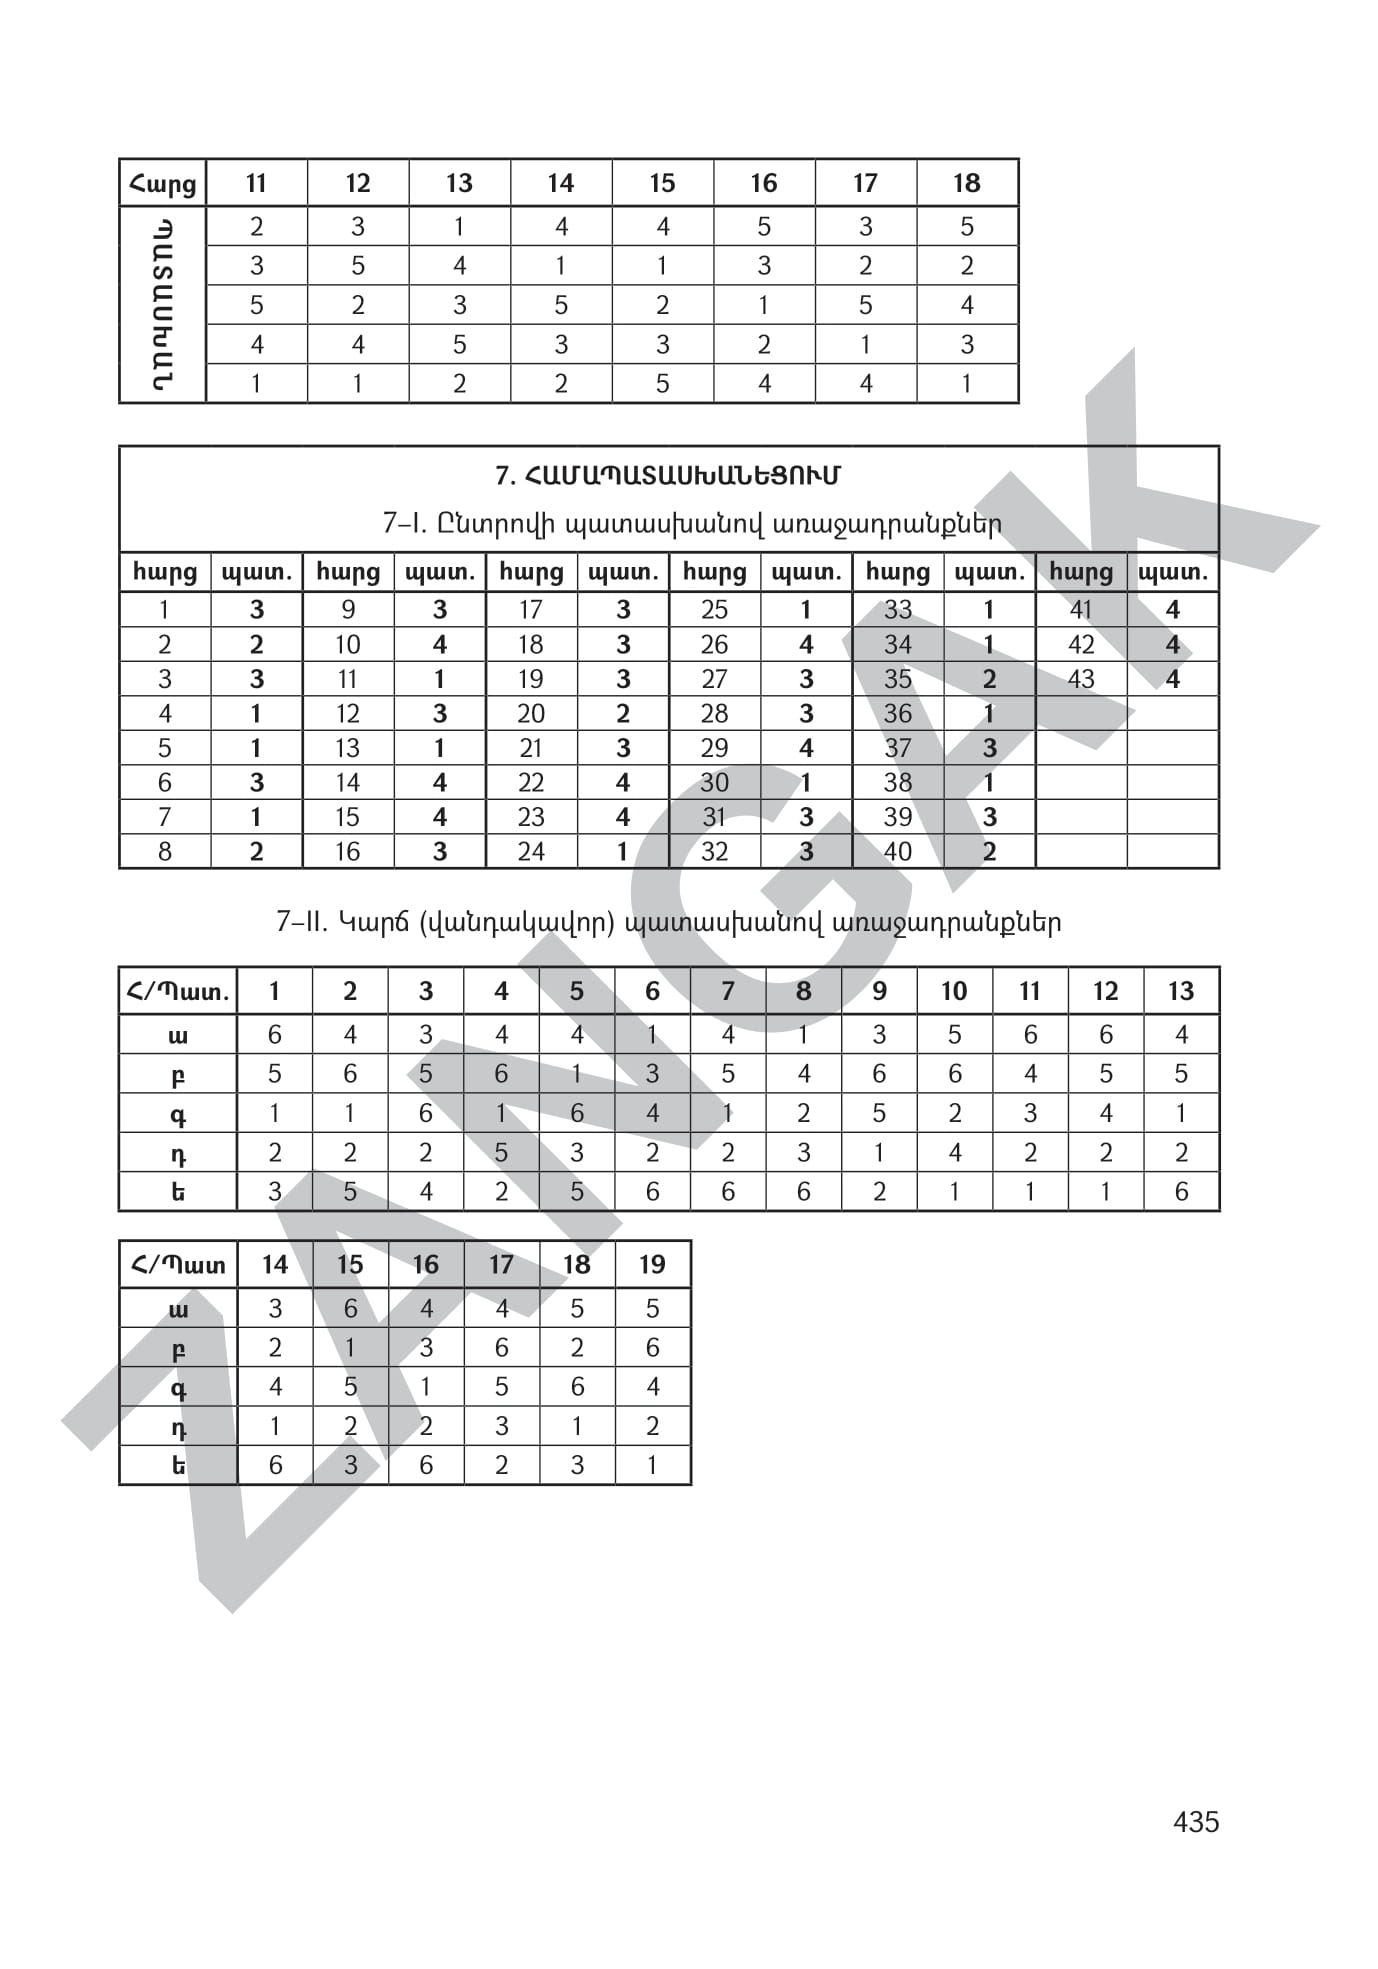 Հարց 11 12 13 14 15 16 17 18
2 3 1 4 4 5 3 5
3 5 4 1 1 3 2 2
5 2 3 5 2 1 5 4
4 4 5 3 3 2 1 3
1 1 2 2 5 4 4 1
7. ՀԱՄԱՊԱՏԱՍԽԱՆԵՑՈՒՄ
7–I. Ընտրովի պատասխանով առաջադրանքներ
հարց պատ. հարց պատ. հարց պատ. հարց պատ. հարց պատ. հարց պատ.
1 3 9 3 17 3 25 1 33 1 41 4
2 2 10 4 18 3 26 4 34 1 42 4
3 3 11 1 19 3 27 3 35 2 43 4
4 1 12 3 20 2 28 3 36 1
5 1 13 1 21 3 29 4 37 3
6 3 14 4 22 4 30 1 38 1
7 1 15 4 23 4 31 3 39 3
8 2 16 3 24 1 32 3 40 2
7–II. Կարճ (վանդակավոր) պատասխանով առաջադրանքներ
Հ/Պատ. 1 2 3 4 5 6 7 8 9 10 11 12 13
ա 6 4 3 4 4 1 4 1 3 5 6 6 4
բ 5 6 5 6 1 3 5 4 6 6 4 5 5
գ 1 1 6 1 6 4 1 2 5 2 3 4 1
դ 2 2 2 5 3 2 2 3 1 4 2 2 2
ե 3 5 4 2 5 6 6 6 2 1 1 1 6
Հ/Պատ 14 15 16 17 18 19
ա 3 6 4 4 5 5
բ 2 1 3 6 2 6
գ 4 5 1 5 6 4
դ 1 2 2 3 1 2
ե 6 3 6 2 3 1
435
ZANGAK